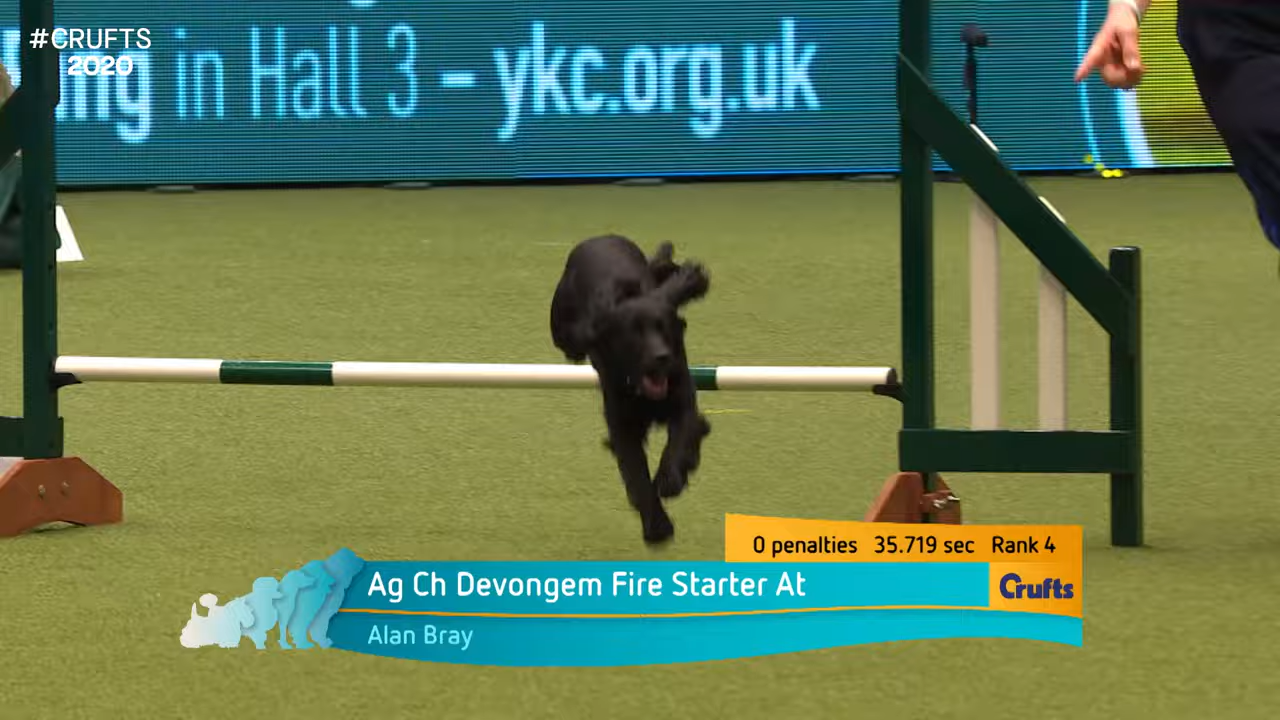 #CRUFTS
2020
ing in Hall 3 – ykc.org.uk
0 penalties 35.719 sec Rank 4
Ag Ch Devongem Fire Starter At
Crufts
Alan Bray